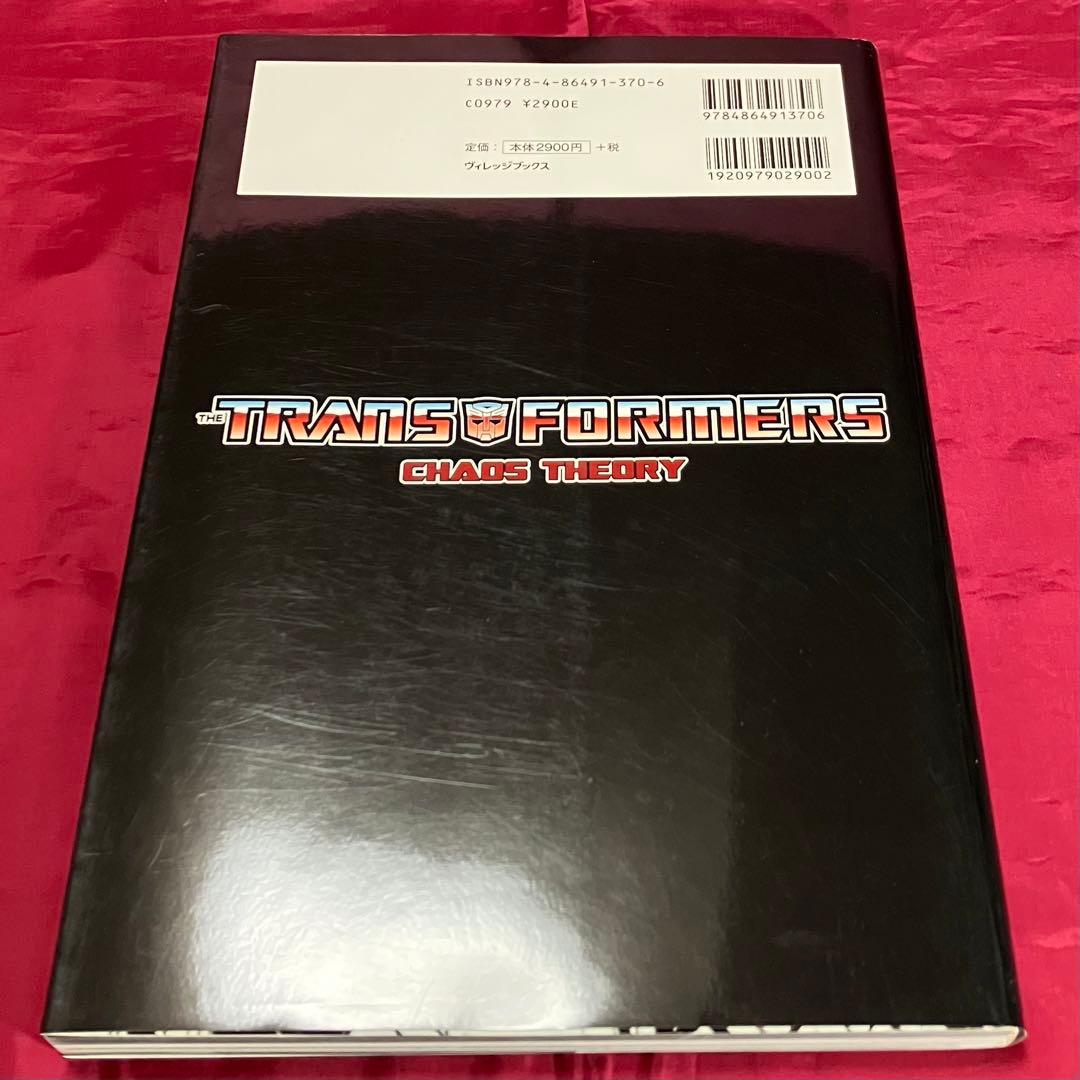 ISBN978-4-86491-370-6
C0979 ¥2900E
9784864913706
定価：本体2900円＋税
ヴィレッジブックス
1920979029002
THE TRANSFORMERS
CHAOS THEORY